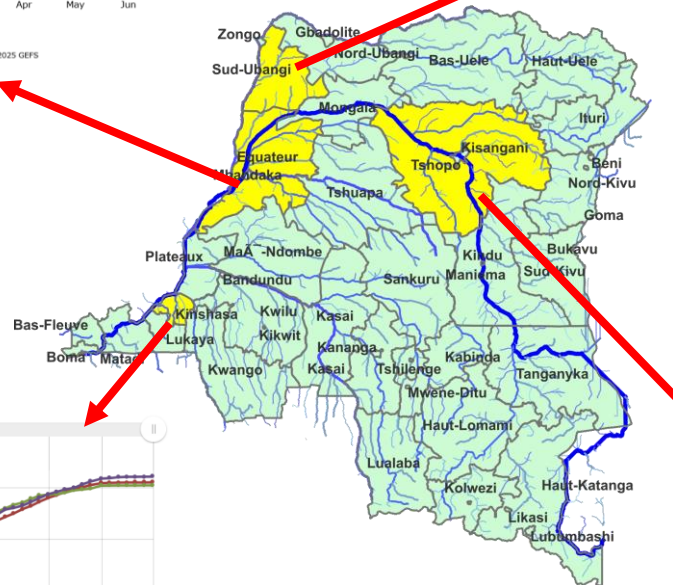 Apr May Jun
2025 GEFS
Zongo
Gbadolite
Nord-Ubangi
Sud-Ubangi
Bas-Uele
Haut-Uele
Mongala
Ituri
Equateur
Kisangani
Mbandaka
Tshopo
Beni
Nord-Kivu
Tshuapa
Goma
Plateaux
MaÃ¯-Ndombe
Kindu
Bukavu
Bandundu
Sankuru
Maniema
Sud-Kivu
Kinshasa
Kwilu
Kasai
Bas-Fleuve
Lukaya
Kikwit
Kananga
Kabinda
Boma
Matadi
Kwango
Kasai
Tshilenge
Tanganyka
Mwene-Ditu
Haut-Lomami
Lualaba
Kolwezi
Haut-Katanga
Likasi
Lubumbashi